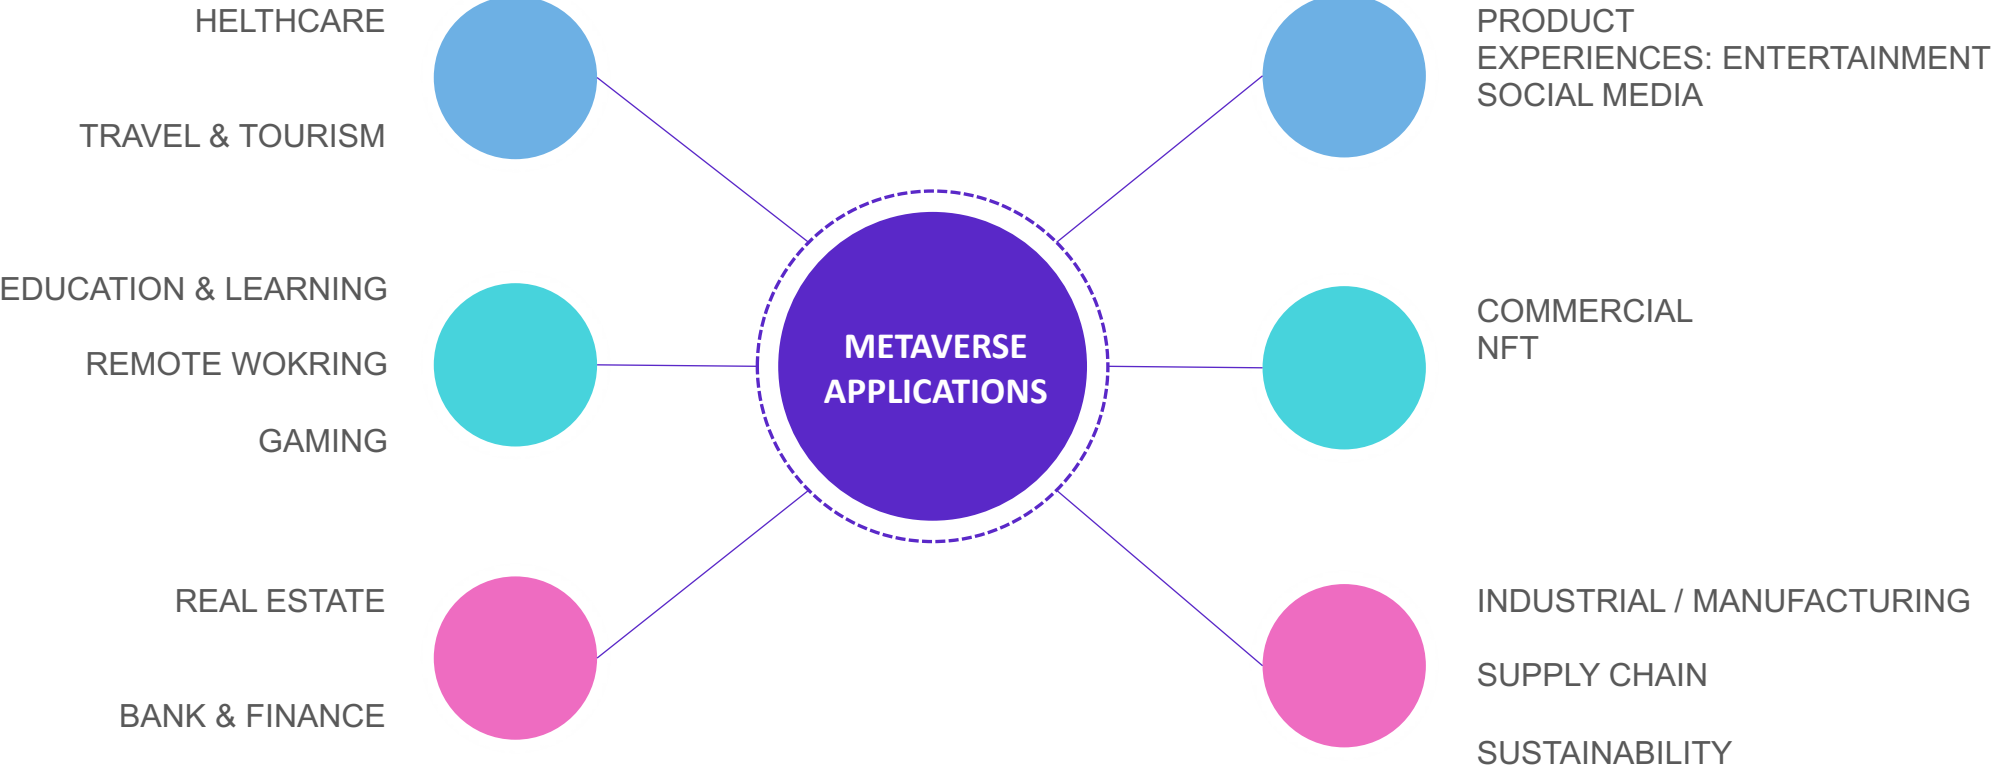 HELTHCARE
TRAVEL & TOURISM
EDUCATION & LEARNING
REMOTE WOKRING
GAMING
REAL ESTATE
BANK & FINANCE
METAVERSE
APPLICATIONS
PRODUCT
EXPERIENCES: ENTERTAINMENT
SOCIAL MEDIA
COMMERCIAL
NFT
INDUSTRIAL / MANUFACTURING
SUPPLY CHAIN
SUSTAINABILITY